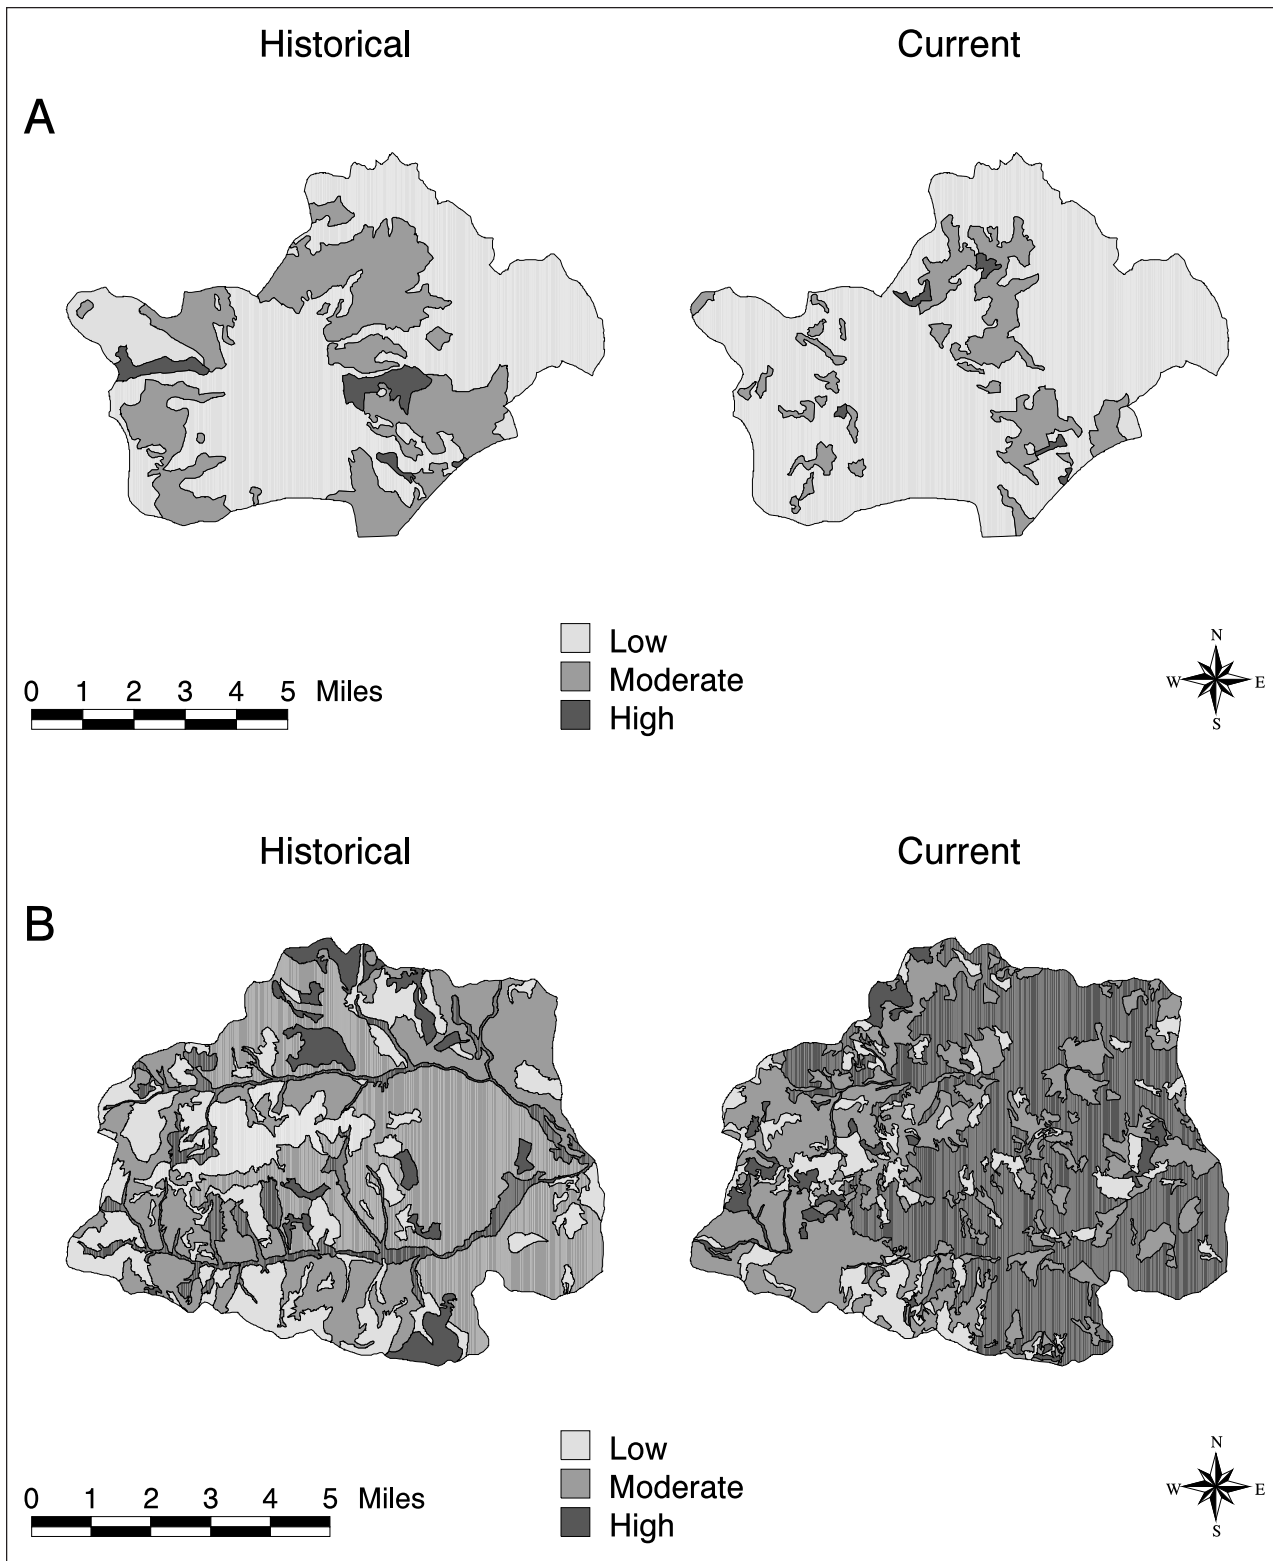 Historical Current
A
Low
Moderate
High
0 1 2 3 4 5 Miles
N
W E
S
Historical Current
B
Low
Moderate
High
0 1 2 3 4 5 Miles
N
W E
S